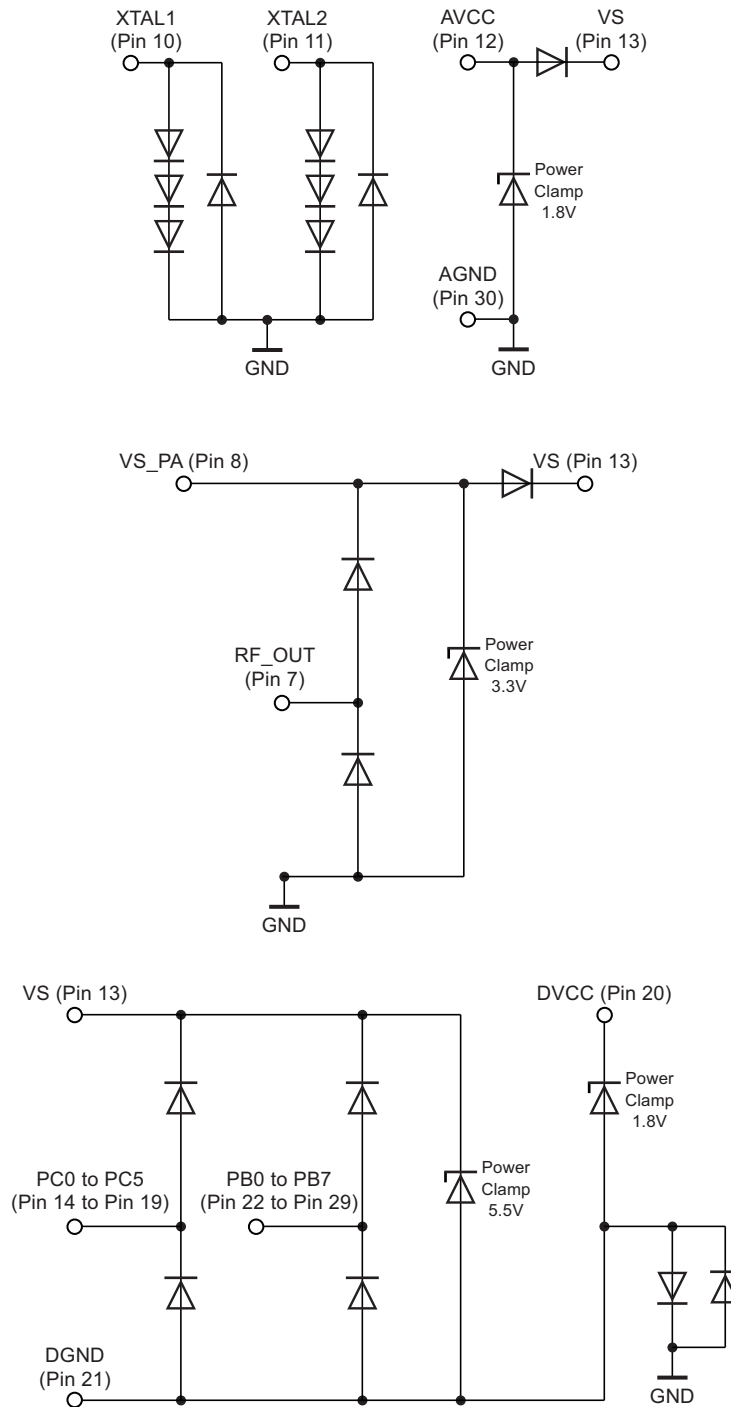 XTAL1
(Pin 10)
XTAL2
(Pin 11)
AVCC
(Pin 12)
VS
(Pin 13)
Power
Clamp
1.8V
AGND
(Pin 30)
GND
GND
VS_PA (Pin 8)
VS (Pin 13)
RF_OUT
(Pin 7)
Power
Clamp
3.3V
GND
VS (Pin 13)
DVCC (Pin 20)
Power
Clamp
1.8V
PC0 to PC5
(Pin 14 to Pin 19)
PB0 to PB7
(Pin 22 to Pin 29)
Power
Clamp
5.5V
DGND
(Pin 21)
GND